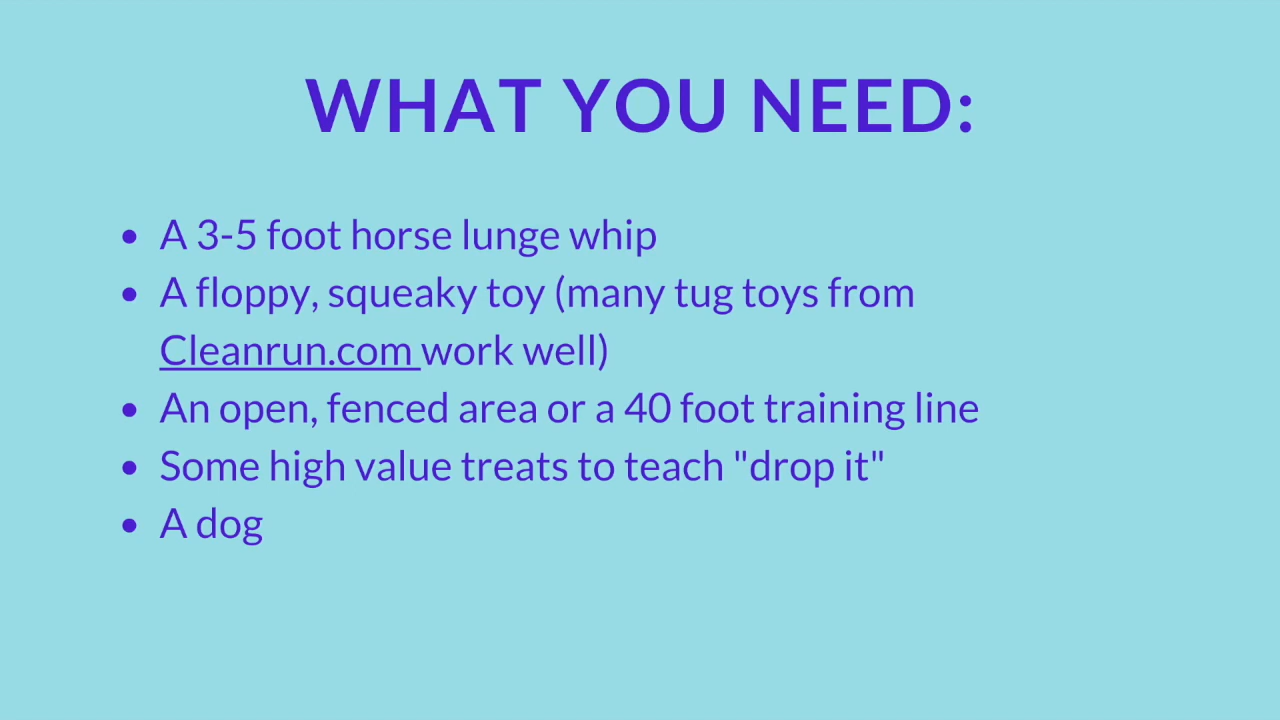 WHAT YOU NEED:
• A 3-5 foot horse lunge whip
• A floppy, squeaky toy (many tug toys from
Cleanrun.com work well)
• An open, fenced area or a 40 foot training line
• Some high value treats to teach "drop it"
• A dog